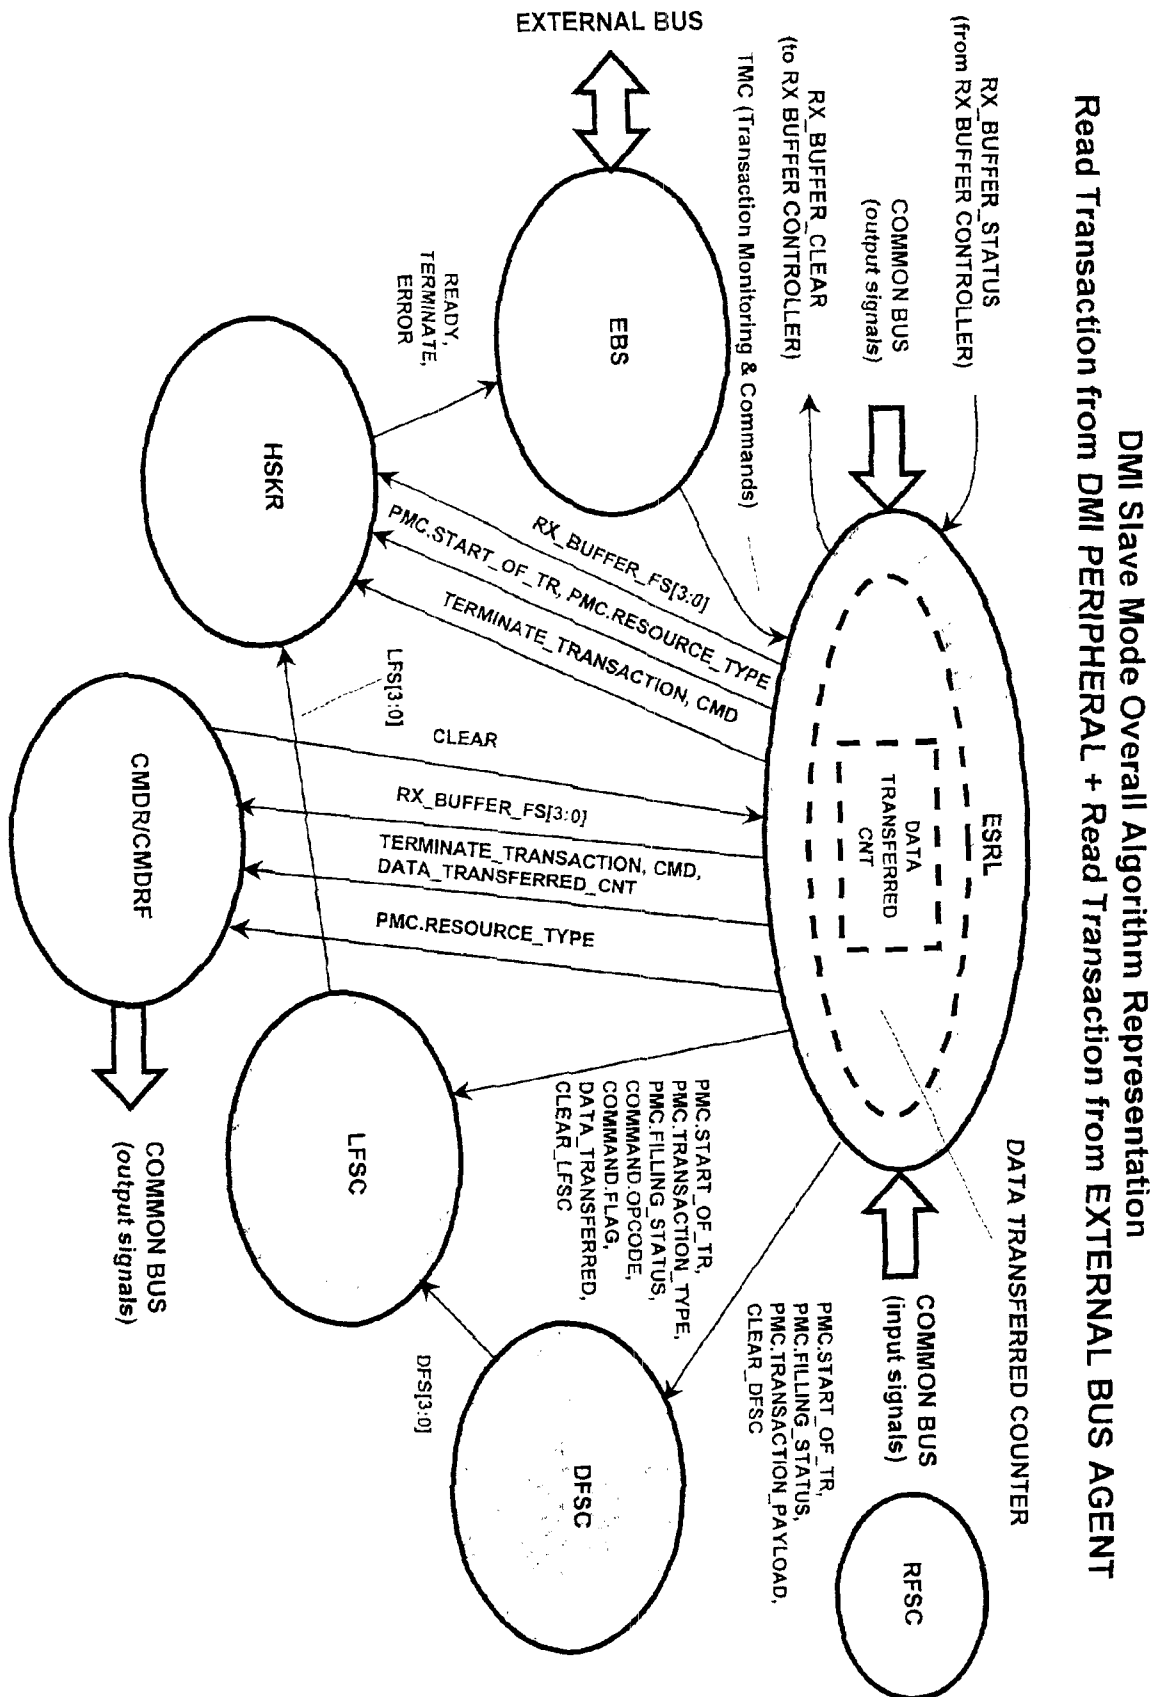 DMI Slave Mode Overall Algorithm Representation
Read Transaction from DMI PERIPHERAL + Read Transaction from EXTERNAL BUS AGENT
RX_BUFFER_STATUS
(from RX BUFFER CONTROLLER)
COMMON BUS
(output signals)
RX_BUFFER_CLEAR
(to RX BUFFER CONTROLLER)
TMC (Transaction Monitoring & Commands)
EXTERNAL BUS
EBS
ESRL
DATA
TRANSFERRED
CNT
DATA TRANSFERRED COUNTER
COMMON BUS
(input signals)
RFSC
READY,
TERMINATE,
ERROR
HSKR
RX_BUFFER_FS[3:0]
PMC.START_OF_TR, PMC.RESOURCE_TYPE
TERMINATE_TRANSACTION, CMD
LFS[3:0]
CLEAR
RX_BUFFER_FS[3:0]
TERMINATE_TRANSACTION, CMD,
DATA_TRANSFERRED_CNT
PMC.RESOURCE_TYPE
CMDR/CMDRF
COMMON BUS
(output signals)
PMC.START_OF_TR,
PMC.TRANSACTION_TYPE,
PMC.FILLING_STATUS,
COMMAND.OPCODE,
COMMAND.FLAG,
DATA_TRANSFERRED,
CLEAR_LFSC
LFSC
PMC.START_OF_TR,
PMC.FILLING_STATUS,
PMC.TRANSACTION_PAYLOAD,
CLEAR_DFSC
DFS[3:0]
DFSC